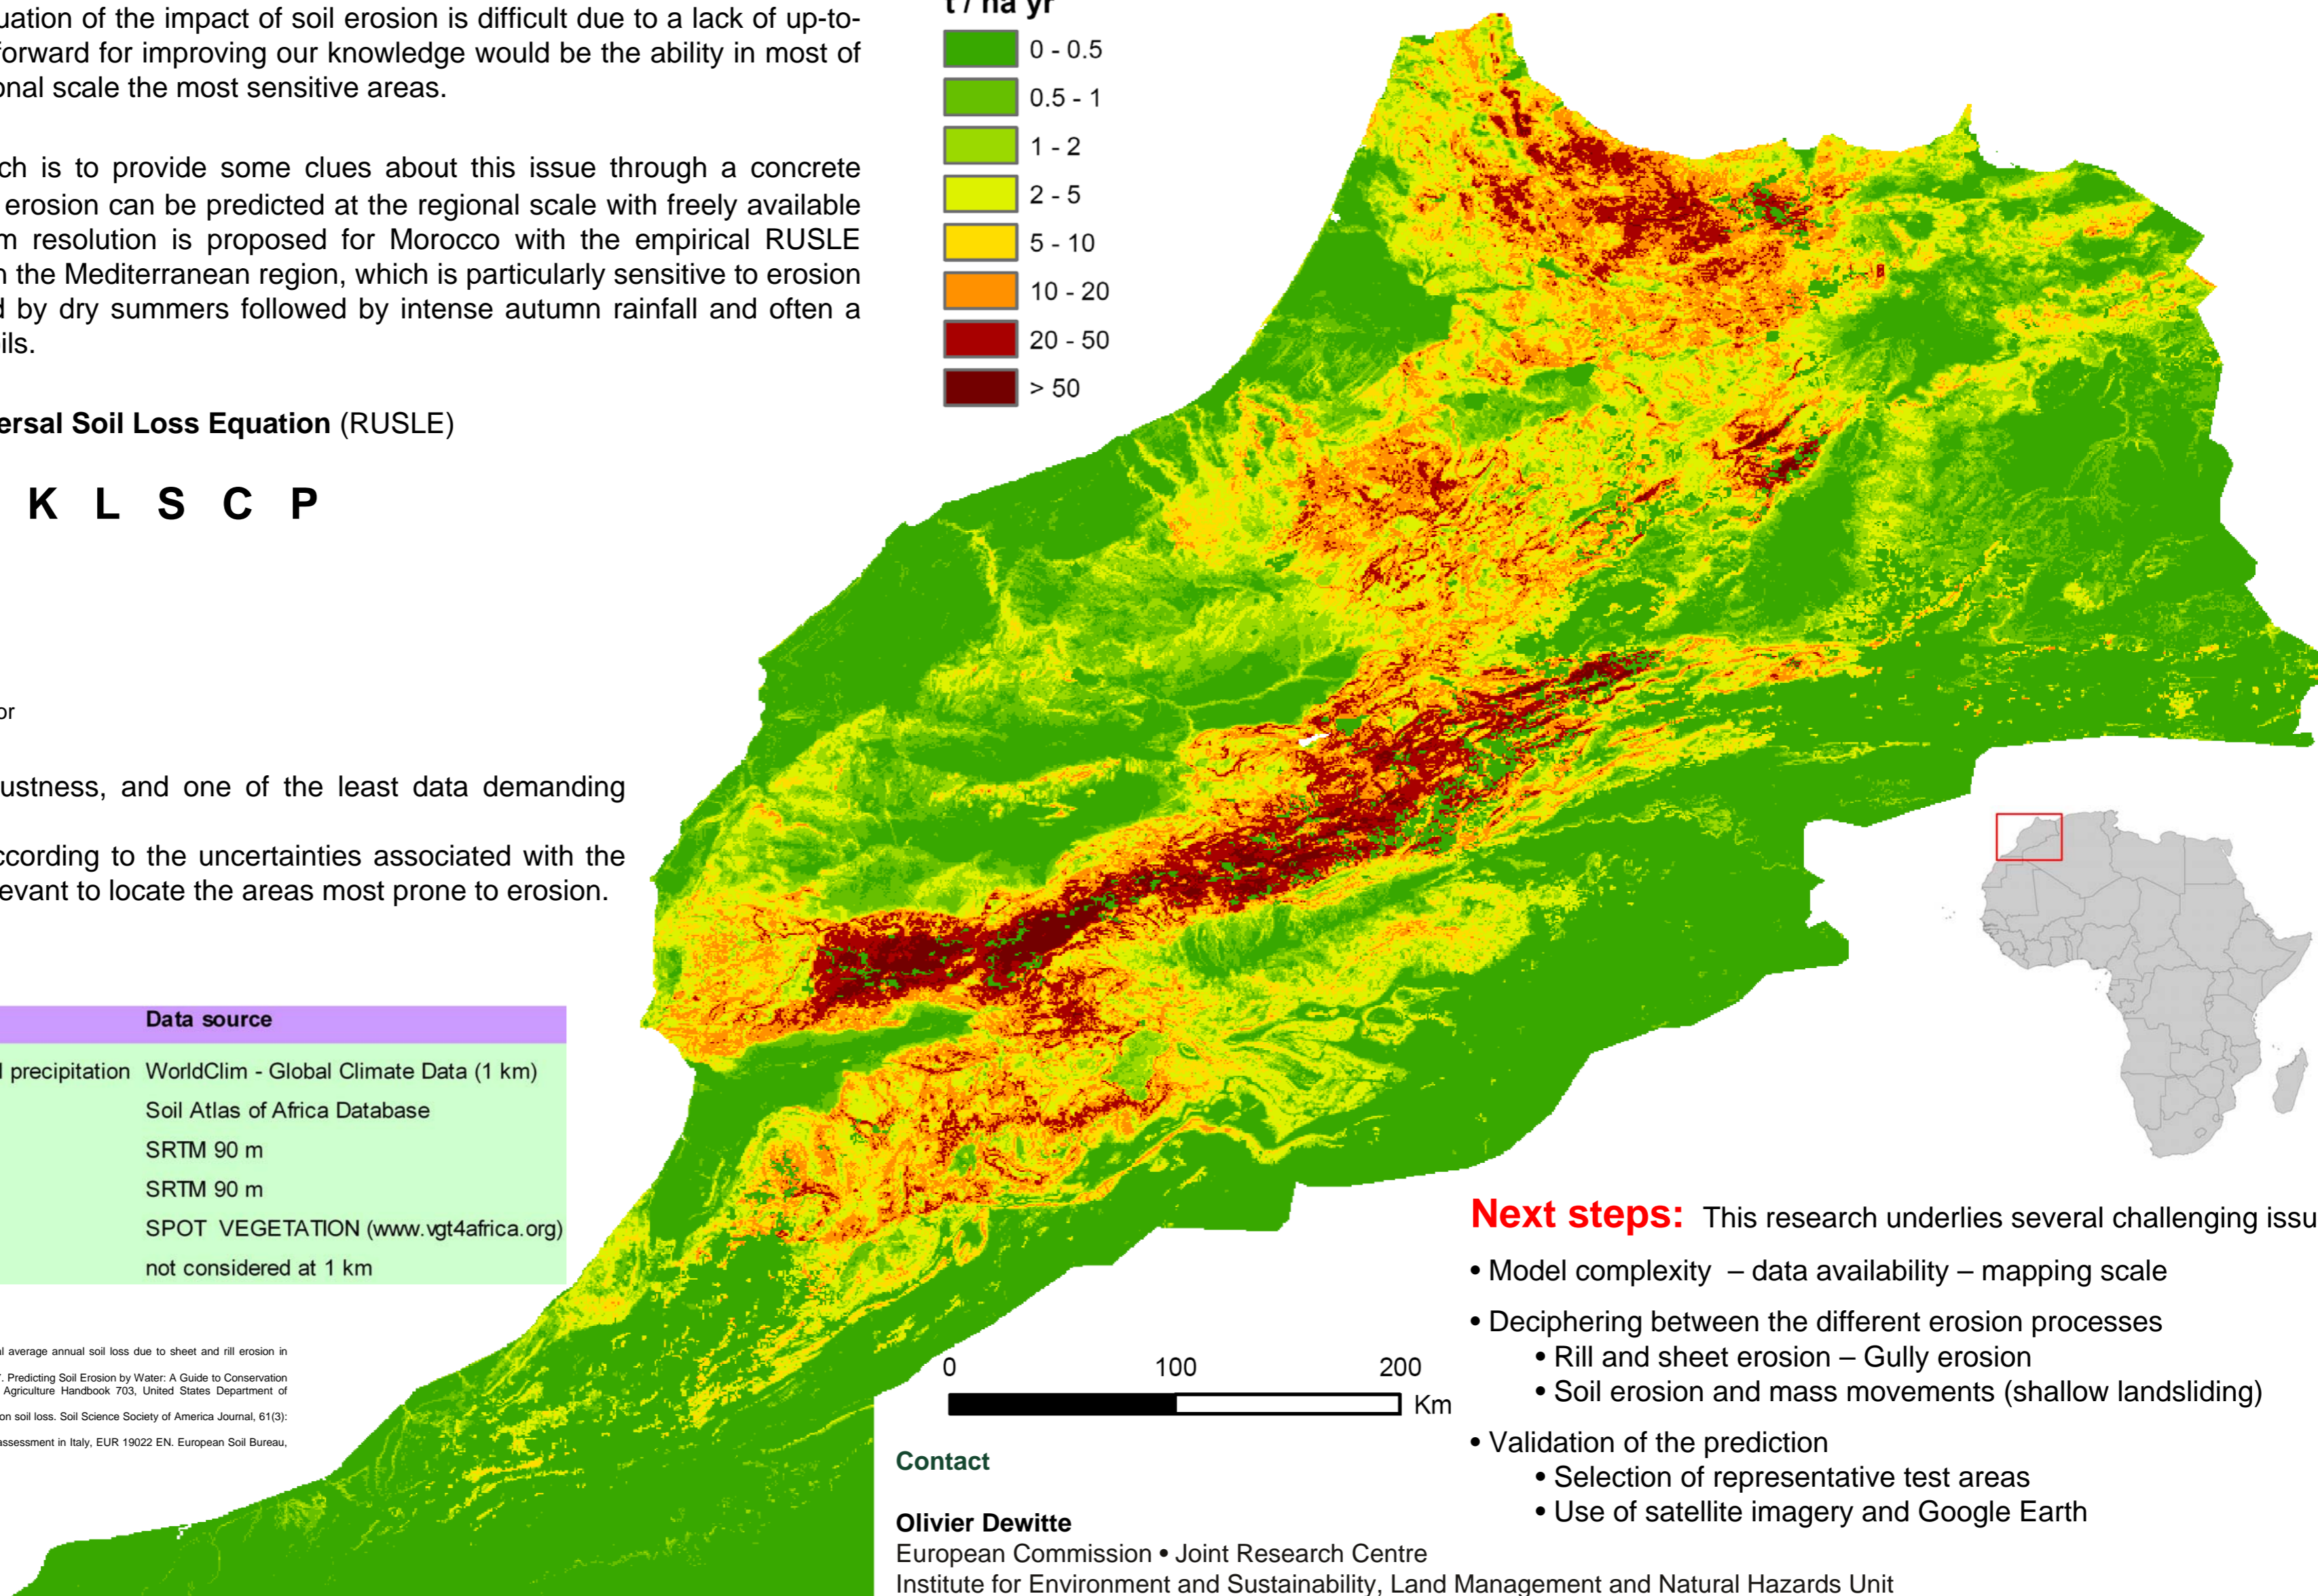 uation of the impact of soil erosion is difficult due to a lack of up-to-
forward for improving our knowledge would be the ability in most of
onal scale the most sensitive areas.
ch is to provide some clues about this issue through a concrete
erosion can be predicted at the regional scale with freely available
m resolution is proposed for Morocco with the empirical RUSLE
n the Mediterranean region, which is particularly sensitive to erosion
d by dry summers followed by intense autumn rainfall and often a
oils.
ersal Soil Loss Equation (RUSLE)
K L S C P
or
ustness, and one of the least data demanding
ccording to the uncertainties associated with the
levant to locate the areas most prone to erosion.
Data source
l precipitation WorldClim - Global Climate Data (1 km)
Soil Atlas of Africa Database
SRTM 90 m
SRTM 90 m
SPOT VEGETATION (www.vgt4africa.org)
not considered at 1 km
al average annual soil loss due to sheet and rill erosion in
. Predicting Soil Erosion by Water: A Guide to Conservation
Agriculture Handbook 703, United States Department of
on soil loss. Soil Science Society of America Journal, 61(3):
assessment in Italy, EUR 19022 EN. European Soil Bureau,
t / ha yr
0 - 0.5
0.5 - 1
1 - 2
2 - 5
5 - 10
10 - 20
20 - 50
> 50
0 100 200
Km
Contact
Olivier Dewitte
European Commission • Joint Research Centre
Institute for Environment and Sustainability, Land Management and Natural Hazards Unit
Next steps: This research underlies several challenging issu
• Model complexity – data availability – mapping scale
• Deciphering between the different erosion processes
• Rill and sheet erosion – Gully erosion
• Soil erosion and mass movements (shallow landsliding)
• Validation of the prediction
• Selection of representative test areas
• Use of satellite imagery and Google Earth